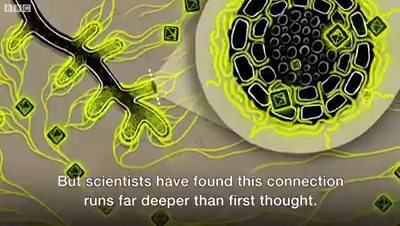 BBC
But scientists have found this connection
runs far deeper than first thought.